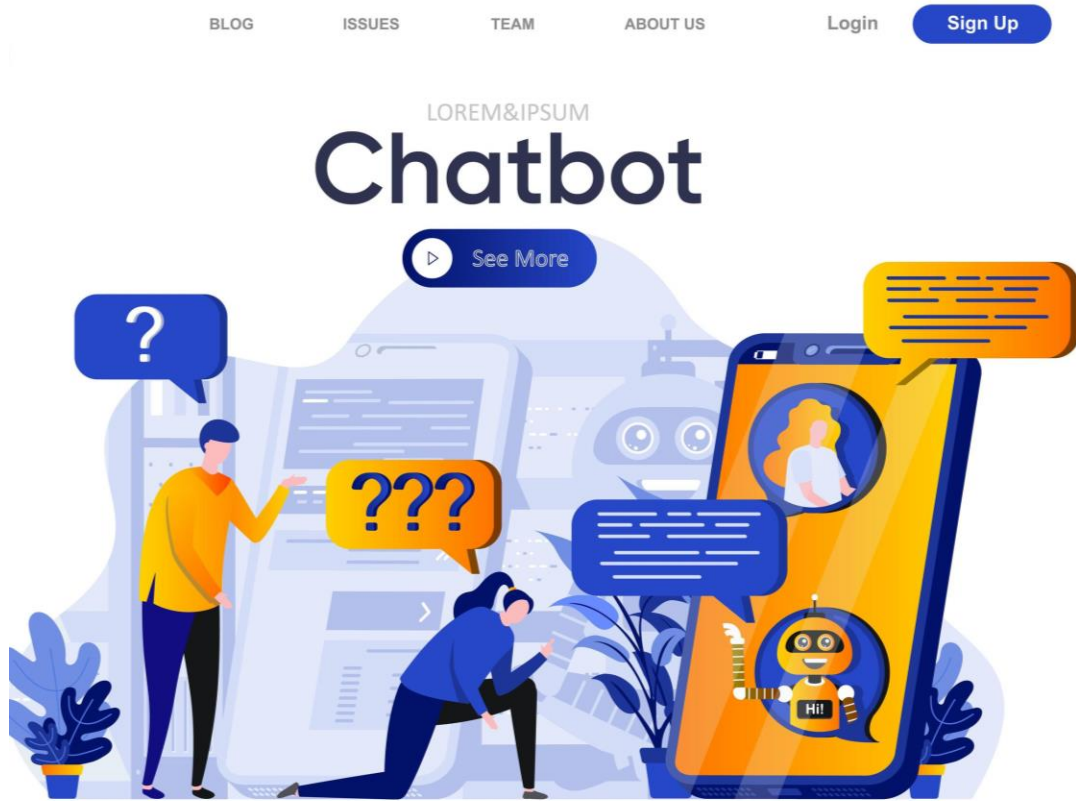 BLOG ISSUES TEAM ABOUT US Login Sign Up
LOREM&IPSUM
Chatbot
See More
?
???
Hi!